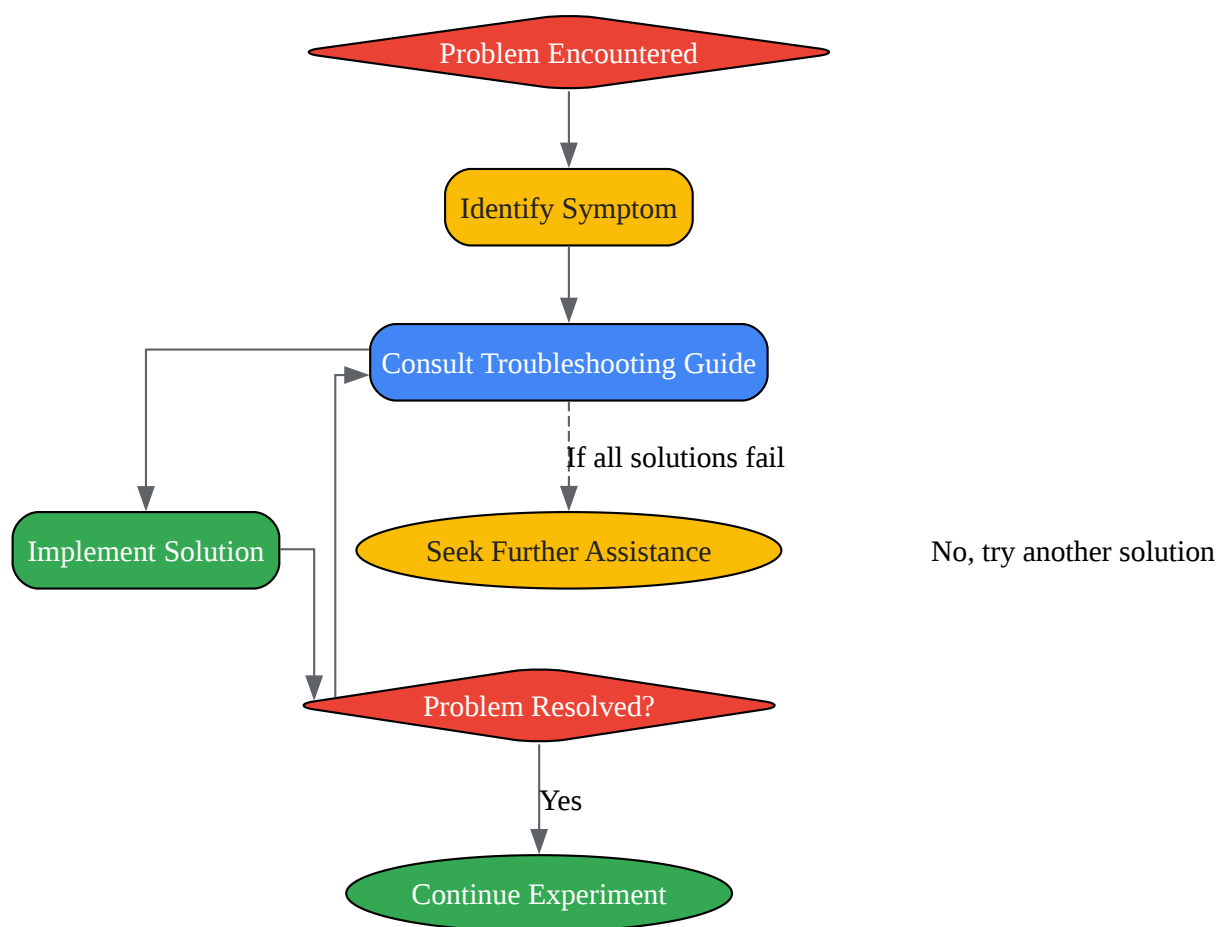 Problem Encountered
Identify Symptom
Consult Troubleshooting Guide
If all solutions fail
Implement Solution
Seek Further Assistance
No, try another solution
Problem Resolved?
Yes
Continue Experiment